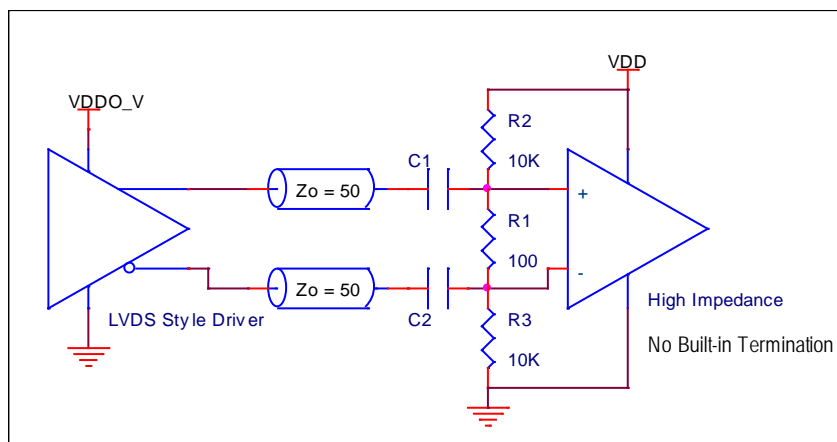 VDD
VDDO_V
R2
10K
C1
Zo = 50
+
R1
100
-
Zo = 50
C2
LVDS Style Driver
R3
10K
High Impedance
No Built-in Termination